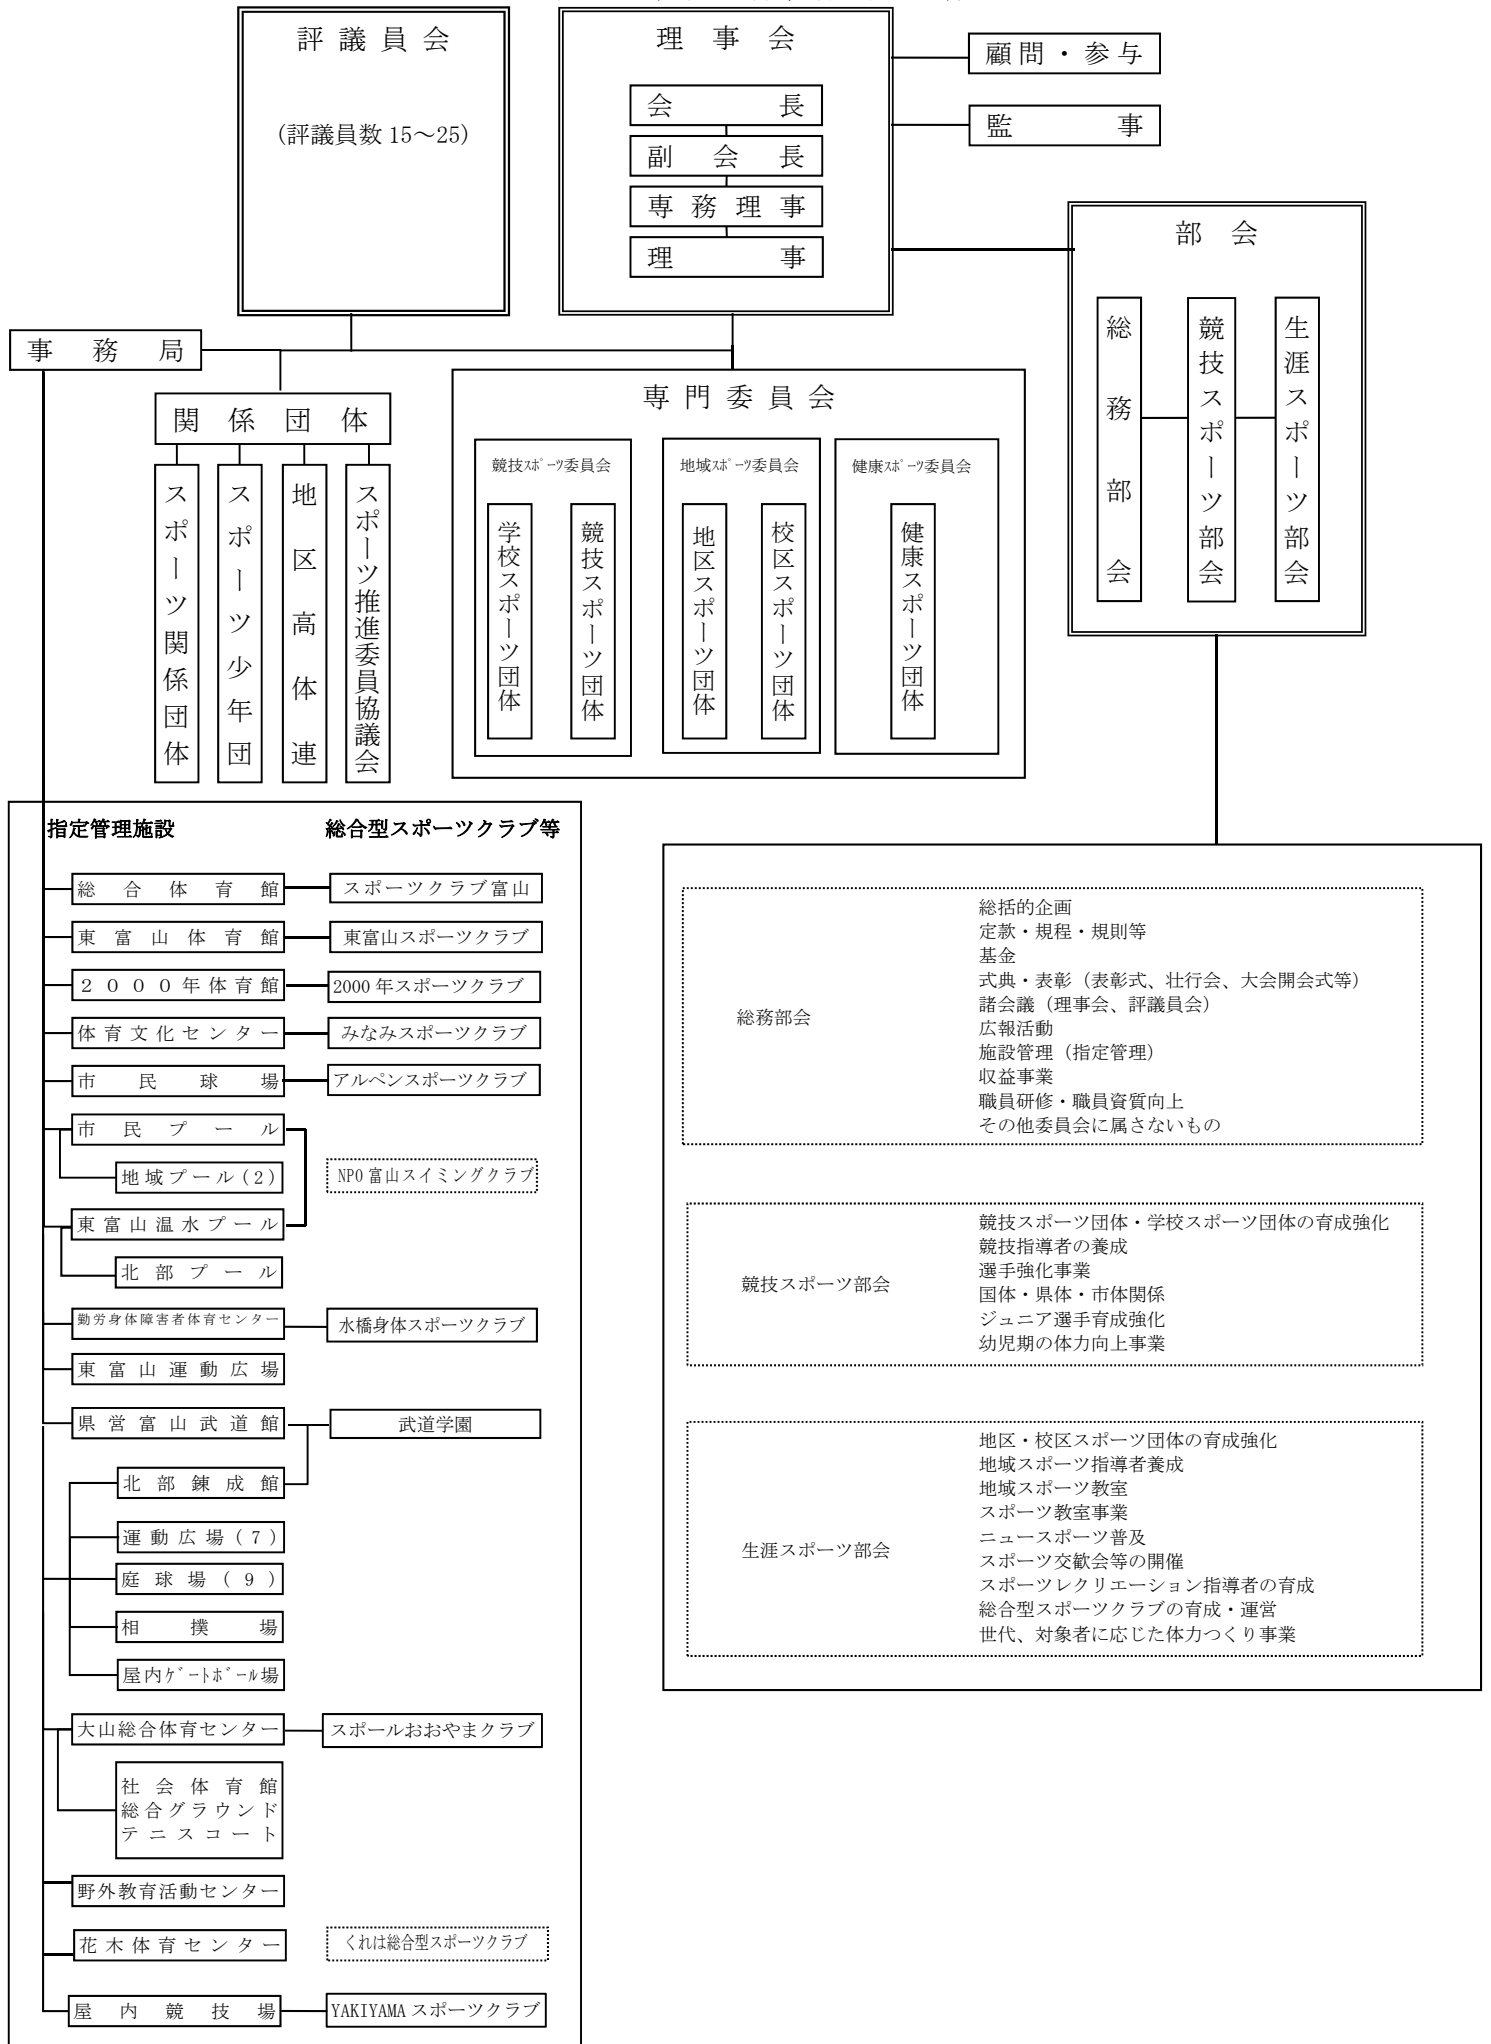 評議員会
(評議員数 15～25)
理事会
会長
副会長
専務理事
理事
顧問・参与
監事
部会
総務部会
競技スポーツ部会
生涯スポーツ部会
事務局
関係団体
スポーツ関係団体
スポーツ少年団
地区高体連
スポーツ推進委員協議会
専門委員会
競技ｽﾎﾟｰﾂ委員会
学校スポーツ団体
競技スポーツ団体
地域ｽﾎﾟｰﾂ委員会
地区スポーツ団体
校区スポーツ団体
健康ｽﾎﾟｰﾂ委員会
健康スポーツ団体
指定管理施設
総合型スポーツクラブ等
総合体育館
スポーツクラブ富山
東富山体育館
東富山スポーツクラブ
２０００年体育館
2000年スポーツクラブ
体育文化センター
みなみスポーツクラブ
市民球場
アルペンスポーツクラブ
市民プール
地域プール(2)
NPO富山スイミングクラブ
東富山温水プール
北部プール
勤労身体障害者体育センター
水橋身体スポーツクラブ
東富山運動広場
県営富山武道館
武道学園
北部錬成館
運動広場(7)
庭球場(9)
相撲場
屋内ｹﾞｰﾄﾎﾞｰﾙ場
大山総合体育センター
スポールおおやまクラブ
社会体育館
総合グラウンド
テニスコート
野外教育活動センター
花木体育センター
くれは総合型スポーツクラブ
屋内競技場
YAKIYAMAスポーツクラブ
総務部会
総括的企画
定款・規程・規則等
基金
式典・表彰（表彰式、壮行会、大会開会式等）
諸会議（理事会、評議員会）
広報活動
施設管理（指定管理）
収益事業
職員研修・職員資質向上
その他委員会に属さないもの
競技スポーツ部会
競技スポーツ団体・学校スポーツ団体の育成強化
競技指導者の養成
選手強化事業
国体・県体・市体関係
ジュニア選手育成強化
幼児期の体力向上事業
生涯スポーツ部会
地区・校区スポーツ団体の育成強化
地域スポーツ指導者養成
地域スポーツ教室
スポーツ教室事業
ニュースポーツ普及
スポーツ交歓会等の開催
スポーツレクリエーション指導者の育成
総合型スポーツクラブの育成・運営
世代、対象者に応じた体力つくり事業